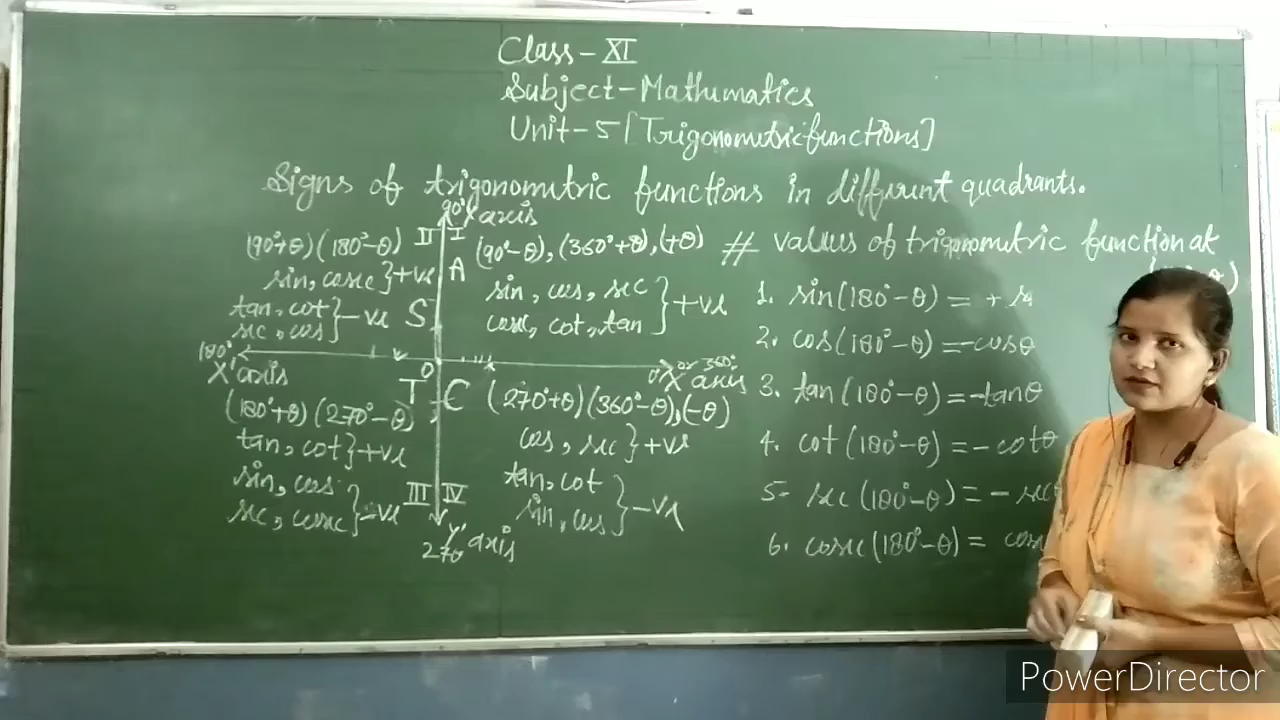 Class - XI
Subject - Mathematics
Unit - 5 [Trigonometric functions]
Signs of trigonometric functions in different quadrants.
90° Y axis
(90°+θ) (180°-θ) II
sin, cosec } +ve
tan, cot
sec, cos } -ve S
I (90°-θ), (360°+θ), (+θ)
A
sin, cos, sec
cosec, cot, tan } +ve
180°
X' axis
O
0° or 360°
X axis
(180°+θ) (270°-θ) T
tan, cot } +ve
sin, cos
sec, cosec } -ve III
C (270°+θ) (360°-θ), (-θ)
cos, sec } +ve
tan, cot
sin, cos } -ve
IV
Y' axis
270°
# values of trigonometric function at
θ)
1. sin (180°-θ) = +
2. cos (180°-θ) = -cosθ
3. tan (180°-θ) = -tanθ
4. cot (180°-θ) = - cotθ
5- sec (180°-θ) = - sec
6. cosec (180°-θ) =
PowerDirector